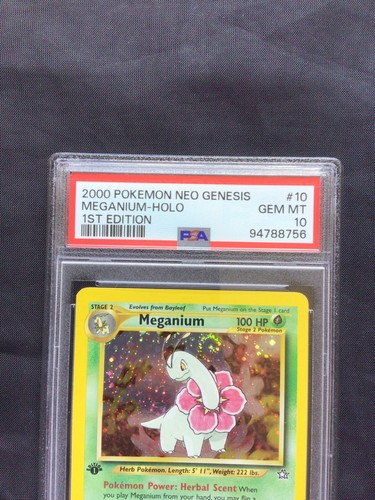 2000 POKEMON NEO GENESIS #10
MEGANIUM-HOLO GEM MT
1ST EDITION 10
PSA 94788756
STAGE 2 Evolves from Bayleef Put Meganium on the Stage 1 card
Meganium 100 HP
Stage 2 Pokémon
Herb Pokémon. Length: 5' 11", Weight: 222 lbs.
Pokémon Power: Herbal Scent When
you play Meganium from your hand, you may flip a